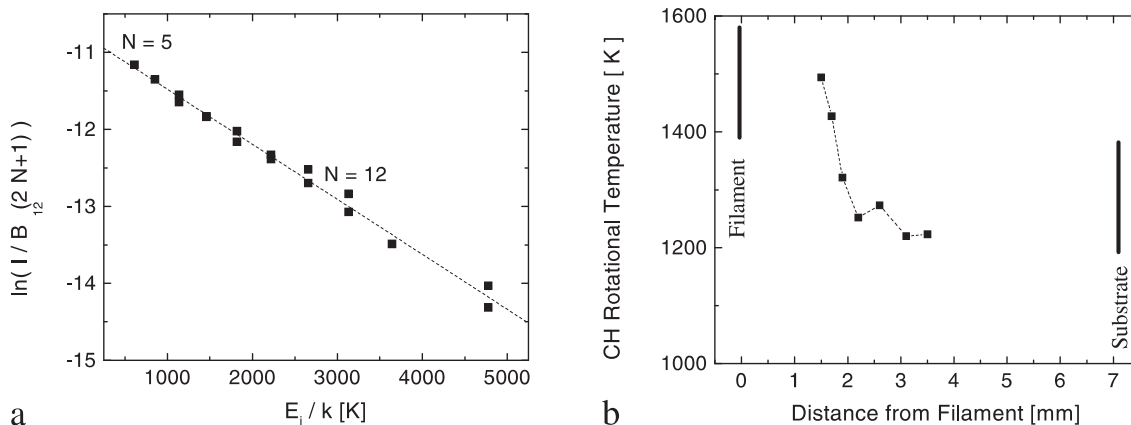 -11
-12
-13
-14
-15
ln( I / B₁₂ (2 N+1) )
N = 5
N = 12
1000
2000
3000
4000
5000
E_i / k [K]
a
1600
1400
1200
1000
CH Rotational Temperature [ K ]
Filament
Substrate
0
1
2
3
4
5
6
7
Distance from Filament [mm]
b